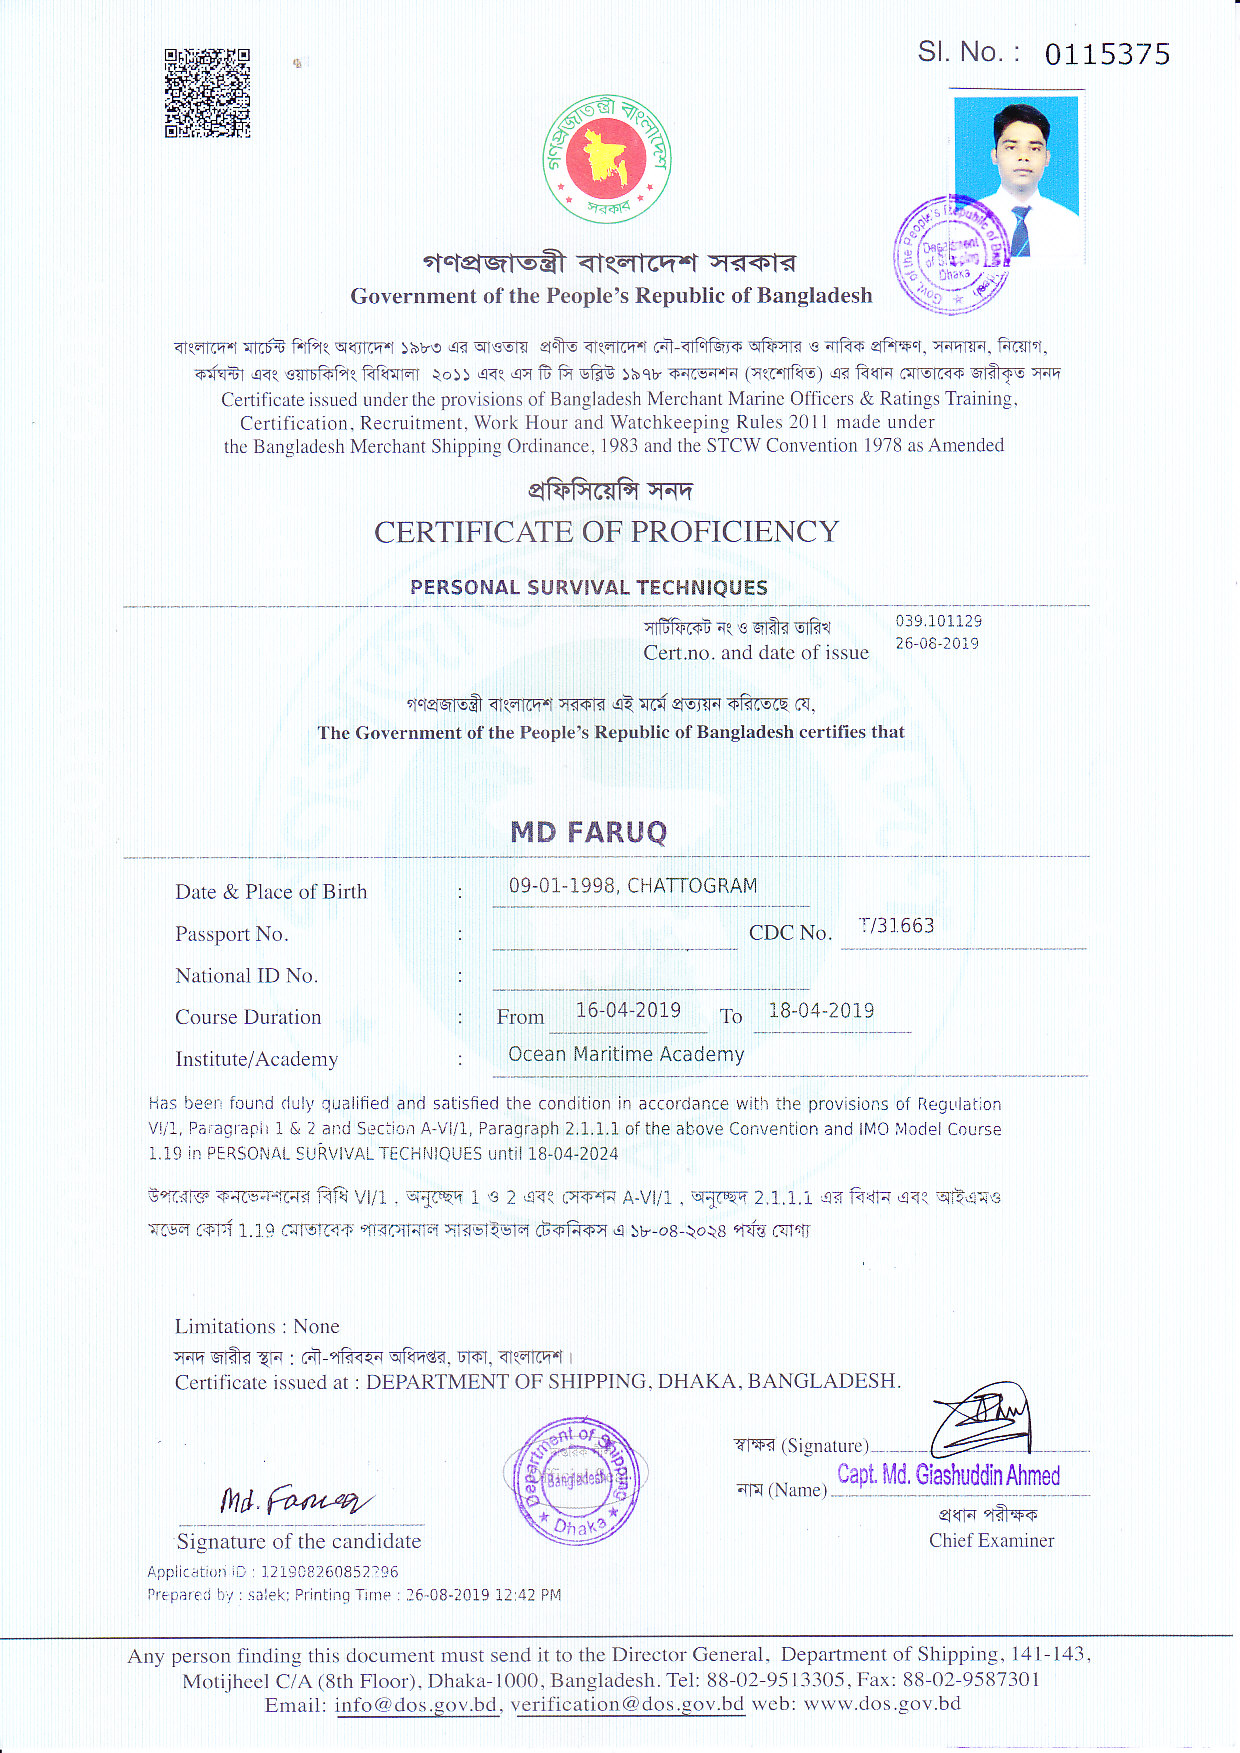 Sl. No. : 0115375
গণপ্রজাতন্ত্রী বাংলাদেশ
সরকার
Govt. of the People's Republic of
Department of Shipping
Dhaka
গণপ্রজাতন্ত্রী বাংলাদেশ সরকার
Government of the People's Republic of Bangladesh
বাংলাদেশ মার্চেন্ট শিপিং অধ্যাদেশ ১৯৮৩ এর আওতায় প্রণীত বাংলাদেশ নৌ-বাণিজ্যিক অফিসার ও নাবিক প্রশিক্ষণ, সনদায়ন, নিয়োগ,
কর্মঘন্টা এবং ওয়াচকিপিং বিধিমালা ২০১১ এবং এস টি সি ডব্লিউ ১৯৭৮ কনভেনশন (সংশোধিত) এর বিধান মোতাবেক জারীকৃত সনদ
Certificate issued under the provisions of Bangladesh Merchant Marine Officers & Ratings Training,
Certification, Recruitment, Work Hour and Watchkeeping Rules 2011 made under
the Bangladesh Merchant Shipping Ordinance, 1983 and the STCW Convention 1978 as Amended
প্রফিসিয়েন্সি সনদ
CERTIFICATE OF PROFICIENCY
PERSONAL SURVIVAL TECHNIQUES
সার্টিফিকেট নং ও জারীর তারিখ 039.101129
Cert.no. and date of issue 26-08-2019
গণপ্রজাতন্ত্রী বাংলাদেশ সরকার এই মর্মে প্রত্যয়ন করিতেছে যে,
The Government of the People's Republic of Bangladesh certifies that
MD FARUQ
Date & Place of Birth : 09-01-1998, CHATTOGRAM
Passport No. : CDC No. T/31663
National ID No. :
Course Duration : From 16-04-2019 To 18-04-2019
Institute/Academy : Ocean Maritime Academy
Has been found duly qualified and satisfied the condition in accordance with the provisions of Regulation
VI/1, Paragraph 1 & 2 and Section A-VI/1, Paragraph 2.1.1.1 of the above Convention and IMO Model Course
1.19 in PERSONAL SURVIVAL TECHNIQUES until 18-04-2024
উপরোক্ত কনভেনশনের বিধি VI/1 , অনুচ্ছেদ 1 ও 2 এবং সেকশন A-VI/1 , অনুচ্ছেদ 2.1.1.1 এর বিধান এবং আইএমও
মডেল কোর্স 1.19 মোতাবেক পারসোনাল সারভাইভাল টেকনিকস এ ১৮-০৪-২০২৪ পর্যন্ত যোগ্য
Limitations : None
সনদ জারীর স্থান : নৌ-পরিবহন অধিদপ্তর, ঢাকা, বাংলাদেশ।
Certificate issued at : DEPARTMENT OF SHIPPING, DHAKA, BANGLADESH.
স্বাক্ষর (Signature)
Department of Shipping
Bangladesh
Dhaka
নাম (Name) Capt. Md. Giashuddin Ahmed
Md. Faruq
প্রধান পরীক্ষক
Signature of the candidate
Chief Examiner
Application ID : 121908260852296
Prepared by : salek; Printing Time : 26-08-2019 12:42 PM
Any person finding this document must send it to the Director General, Department of Shipping, 141-143,
Motijheel C/A (8th Floor), Dhaka-1000, Bangladesh. Tel: 88-02-9513305, Fax: 88-02-9587301
Email: info@dos.gov.bd, verification@dos.gov.bd web: www.dos.gov.bd